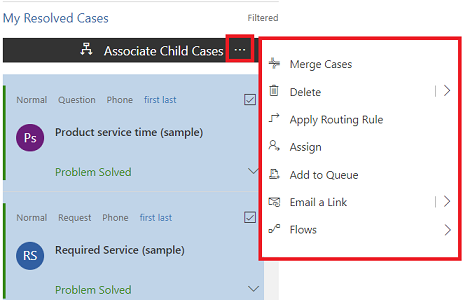 My Resolved Cases Filtered
Associate Child Cases ...
Normal Question Phone first last
Ps Product service time (sample)
Problem Solved
Normal Request Phone first last
RS Required Service (sample)
Problem Solved
Merge Cases
Delete
Apply Routing Rule
Assign
Add to Queue
Email a Link
Flows